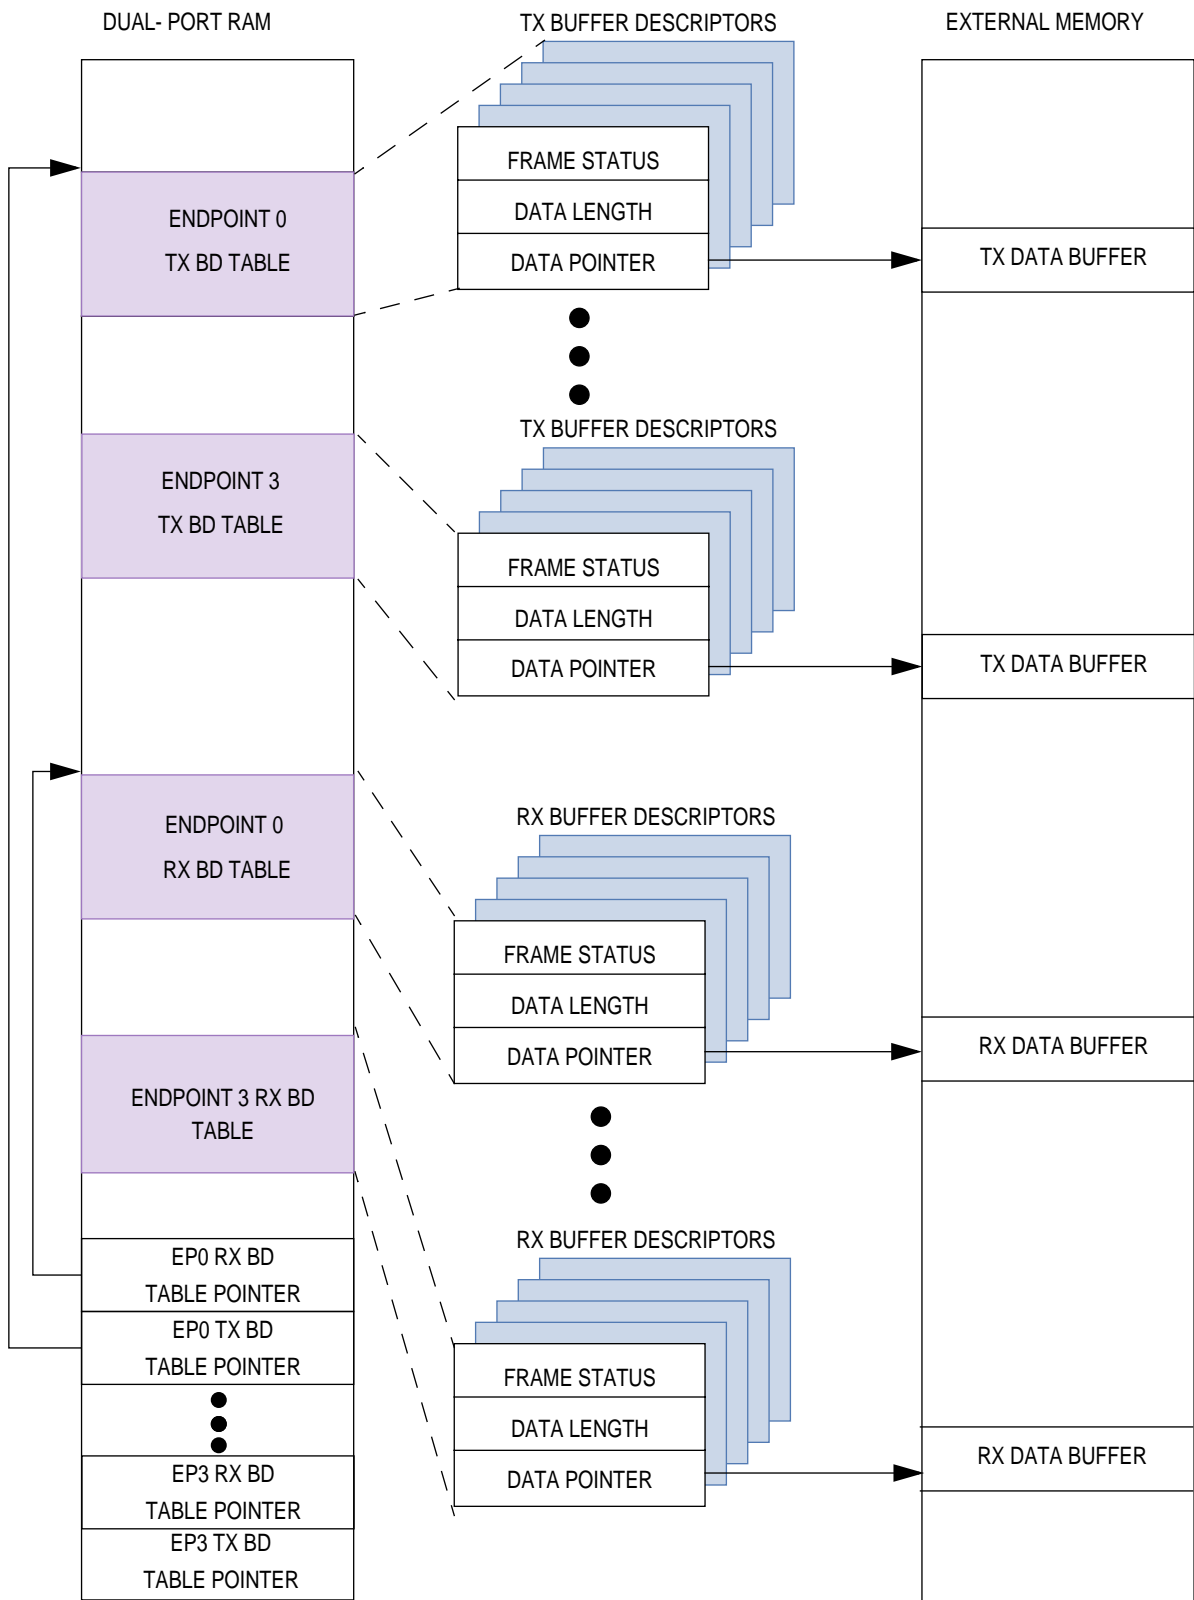 DUAL- PORT RAM
TX BUFFER DESCRIPTORS
EXTERNAL MEMORY
ENDPOINT 0
TX BD TABLE
FRAME STATUS
DATA LENGTH
DATA POINTER
TX DATA BUFFER
TX BUFFER DESCRIPTORS
ENDPOINT 3
TX BD TABLE
FRAME STATUS
DATA LENGTH
DATA POINTER
TX DATA BUFFER
RX BUFFER DESCRIPTORS
ENDPOINT 0
RX BD TABLE
FRAME STATUS
DATA LENGTH
DATA POINTER
RX DATA BUFFER
ENDPOINT 3 RX BD
TABLE
RX BUFFER DESCRIPTORS
FRAME STATUS
DATA LENGTH
DATA POINTER
RX DATA BUFFER
EP0 RX BD
TABLE POINTER
EP0 TX BD
TABLE POINTER
EP3 RX BD
TABLE POINTER
EP3 TX BD
TABLE POINTER